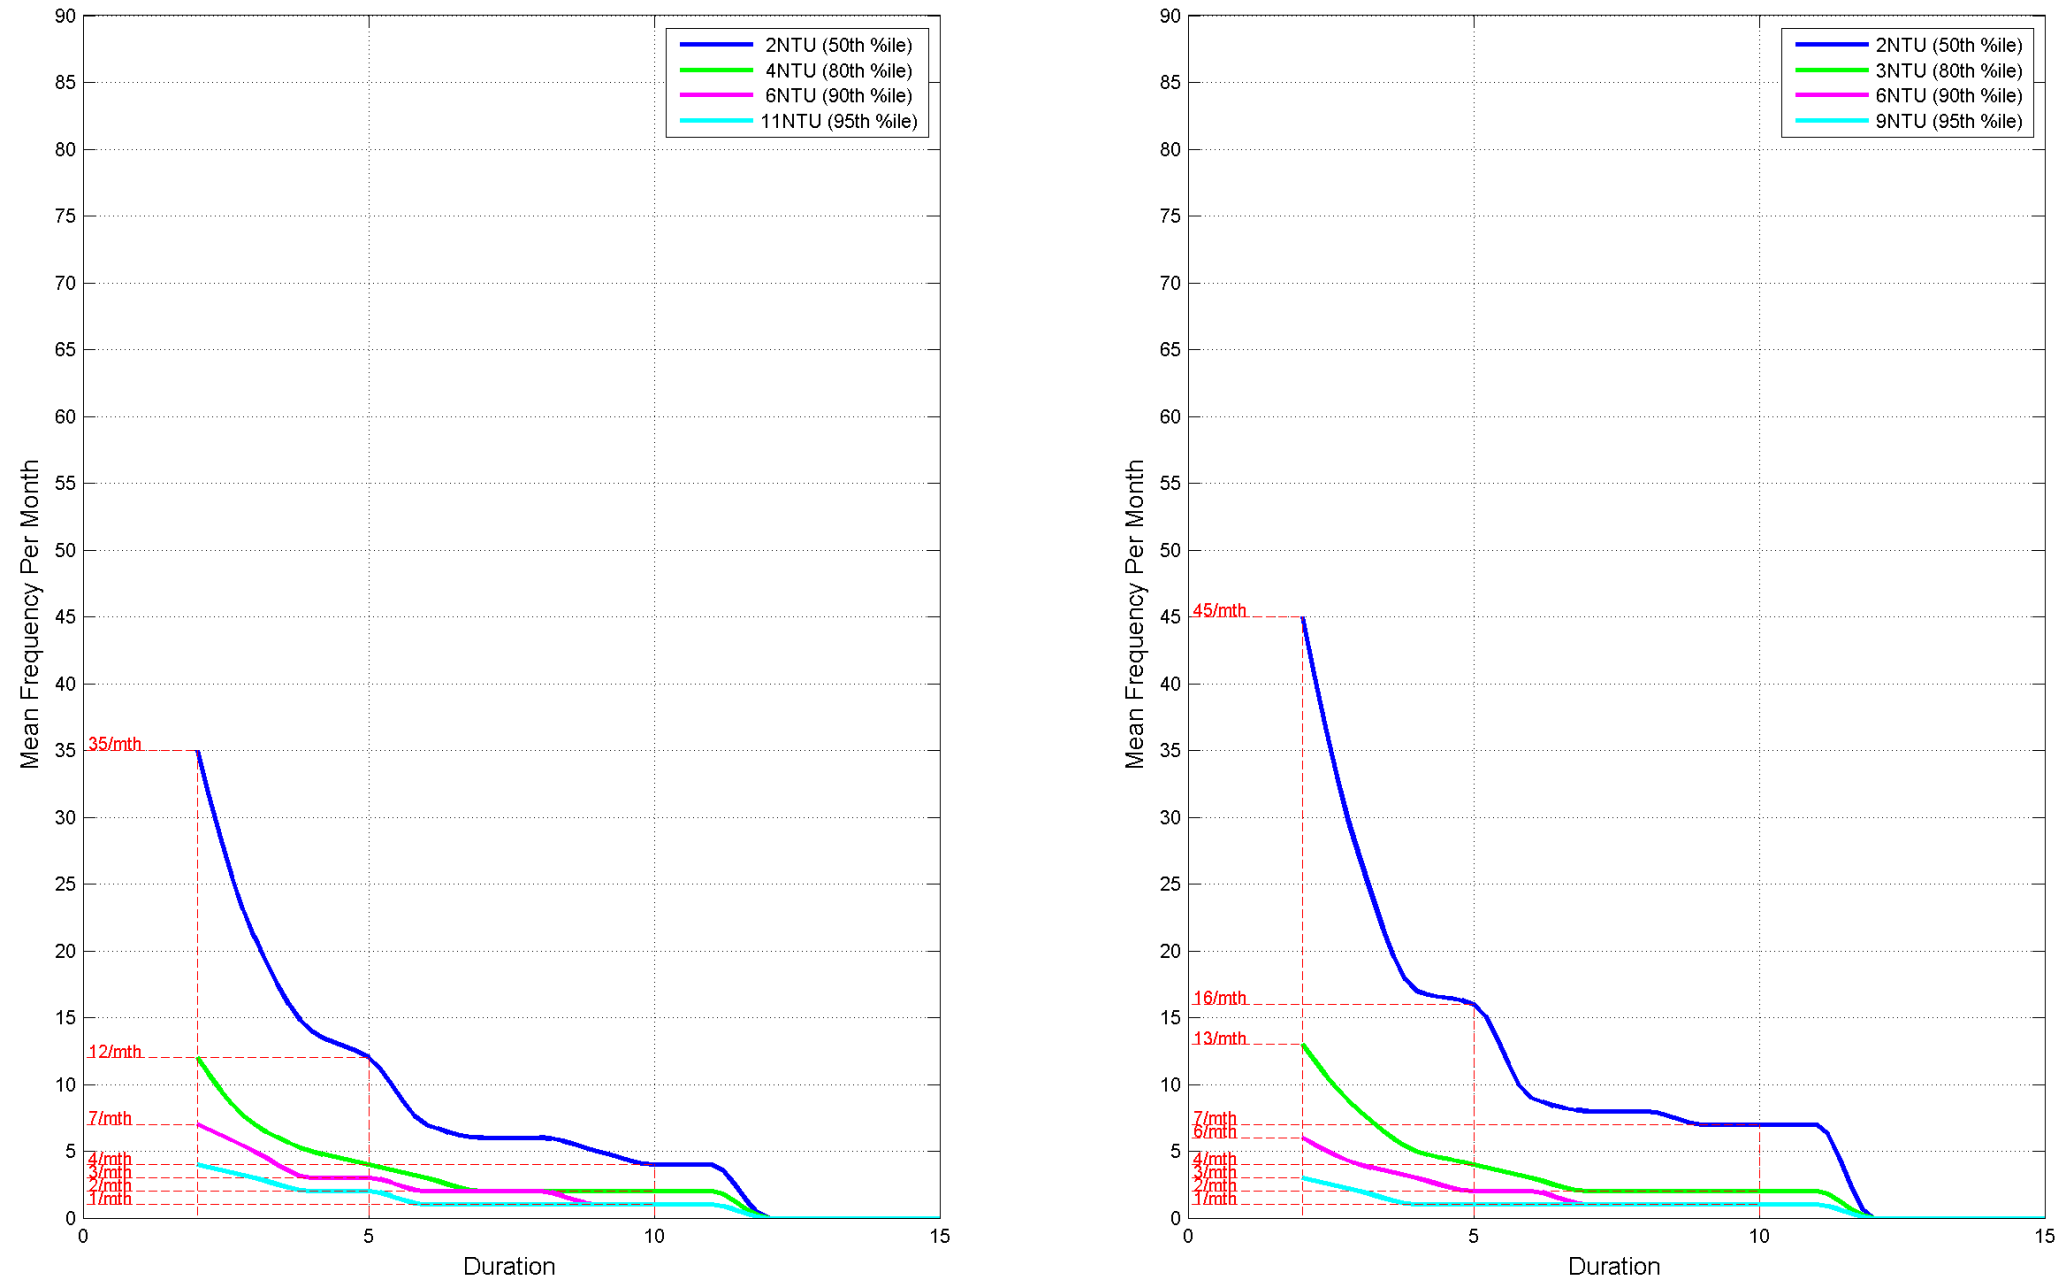 90
85
80
75
70
65
60
55
50
45
40
35
30
25
20
15
10
5
0
Mean Frequency Per Month
2NTU (50th %ile)
4NTU (80th %ile)
6NTU (90th %ile)
11NTU (95th %ile)
35/mth
12/mth
7/mth
4/mth
3/mth
2/mth
1/mth
0
5
10
15
Duration
90
85
80
75
70
65
60
55
50
45
40
35
30
25
20
15
10
5
0
Mean Frequency Per Month
2NTU (50th %ile)
3NTU (80th %ile)
6NTU (90th %ile)
9NTU (95th %ile)
45/mth
16/mth
13/mth
7/mth
6/mth
4/mth
3/mth
2/mth
1/mth
0
5
10
15
Duration